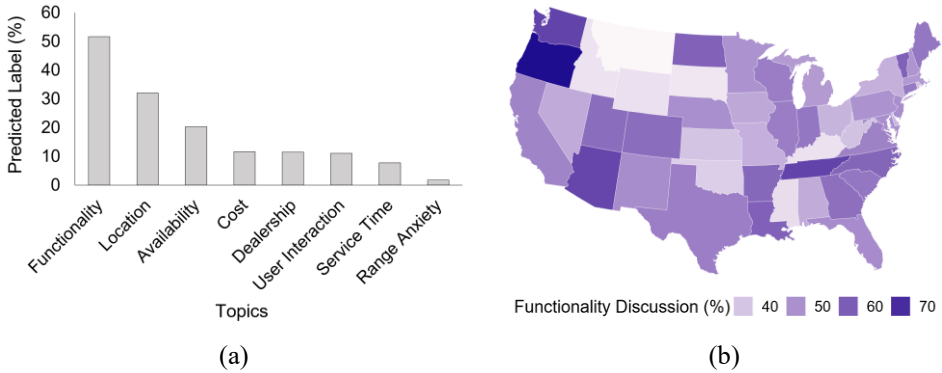 Predicted Label (%)
60
50
40
30
20
10
0
Functionality
Location
Availability
Cost
Dealership
User Interaction
Service Time
Range Anxiety
Topics
(a)
Functionality Discussion (%) 40 50 60 70
(b)